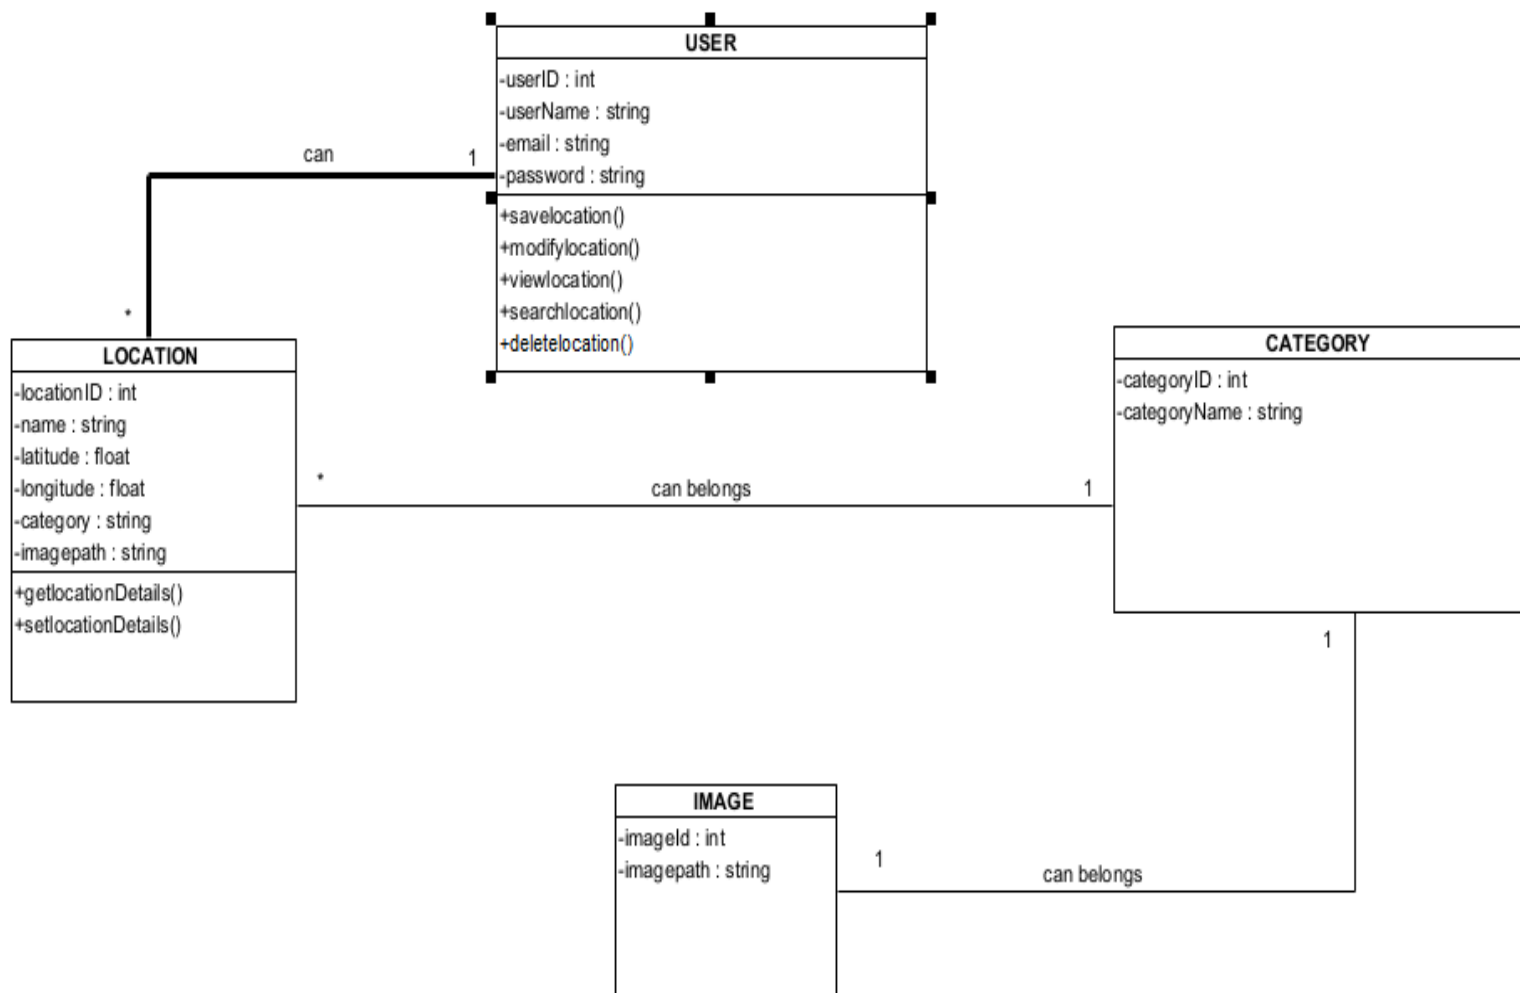 USER
-userID : int
-userName : string
-email : string
-password : string
+savelocation()
+modifylocation()
+viewlocation()
+searchlocation()
+deletelocation()
can
1
*
LOCATION
-locationID : int
-name : string
-latitude : float
-longitude : float
-category : string
-imagepath : string
+getlocationDetails()
+setlocationDetails()
*
can belongs
1
CATEGORY
-categoryID : int
-categoryName : string
1
IMAGE
-imageId : int
-imagepath : string
1
can belongs